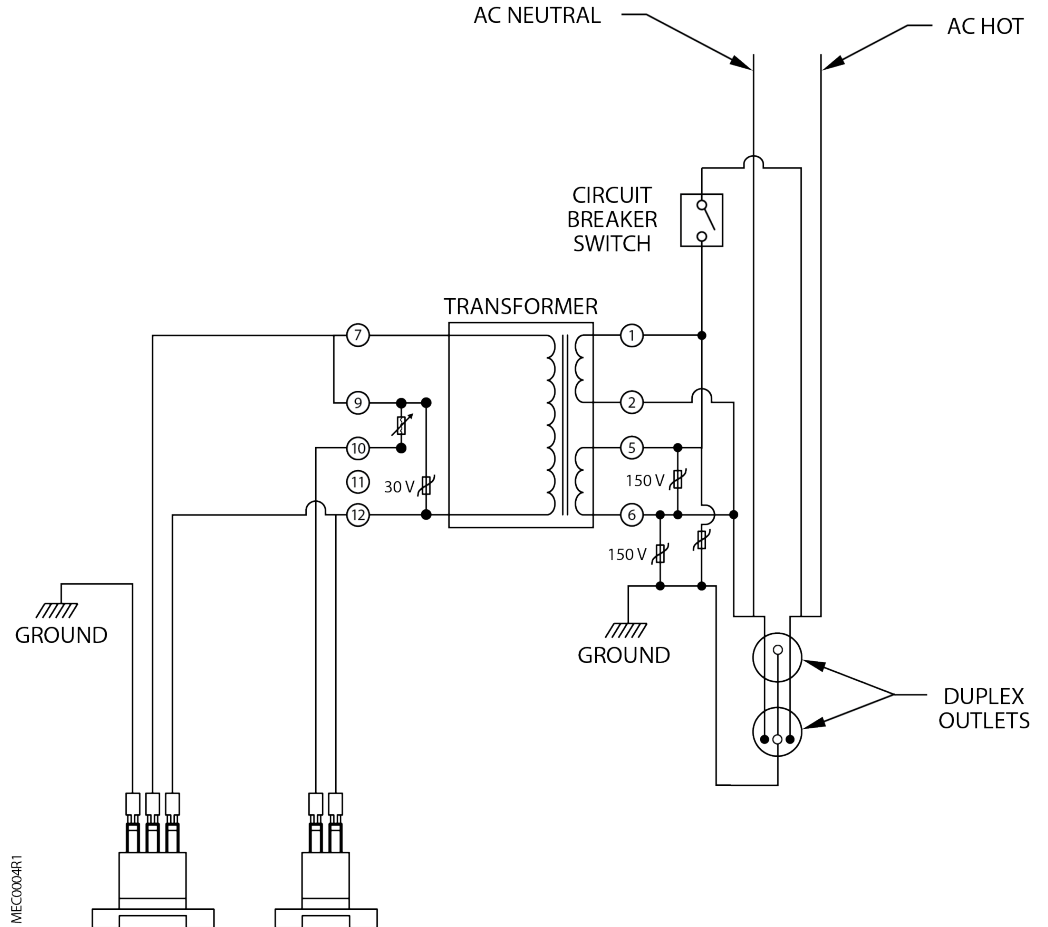 AC NEUTRAL
AC HOT
CIRCUIT
BREAKER
SWITCH
TRANSFORMER
7
1
9
2
10
5
11
30 V
150 V
12
6
150 V
GROUND
GROUND
DUPLEX
OUTLETS
MEC0004R1